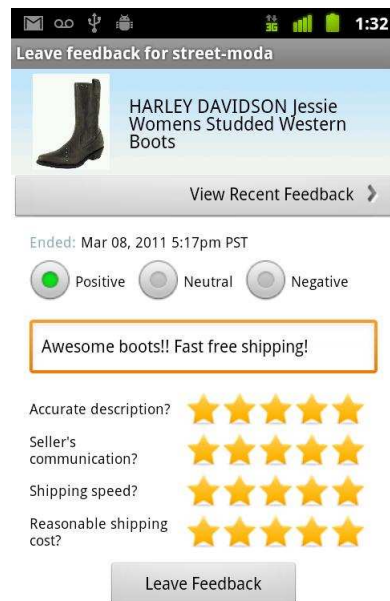 3G 1:32
Leave feedback for street-moda
HARLEY DAVIDSON Jessie
Womens Studded Western
Boots
View Recent Feedback
Ended: Mar 08, 2011 5:17pm PST
Positive Neutral Negative
Awesome boots!! Fast free shipping!
Accurate description?
Seller's
communication?
Shipping speed?
Reasonable shipping
cost?
Leave Feedback